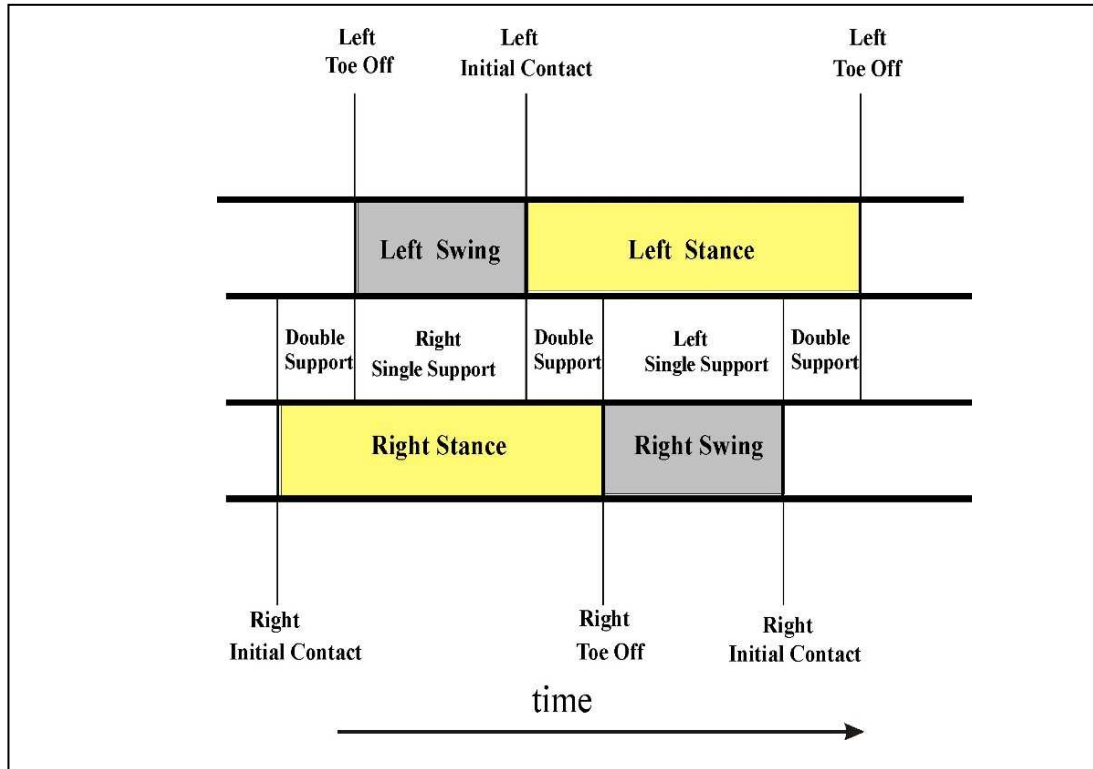 Left
Toe Off
Left
Initial Contact
Left
Toe Off
Left Swing
Left Stance
Double
Support
Right
Single Support
Double
Support
Left
Single Support
Double
Support
Right Stance
Right Swing
Right
Initial Contact
Right
Toe Off
Right
Initial Contact
time